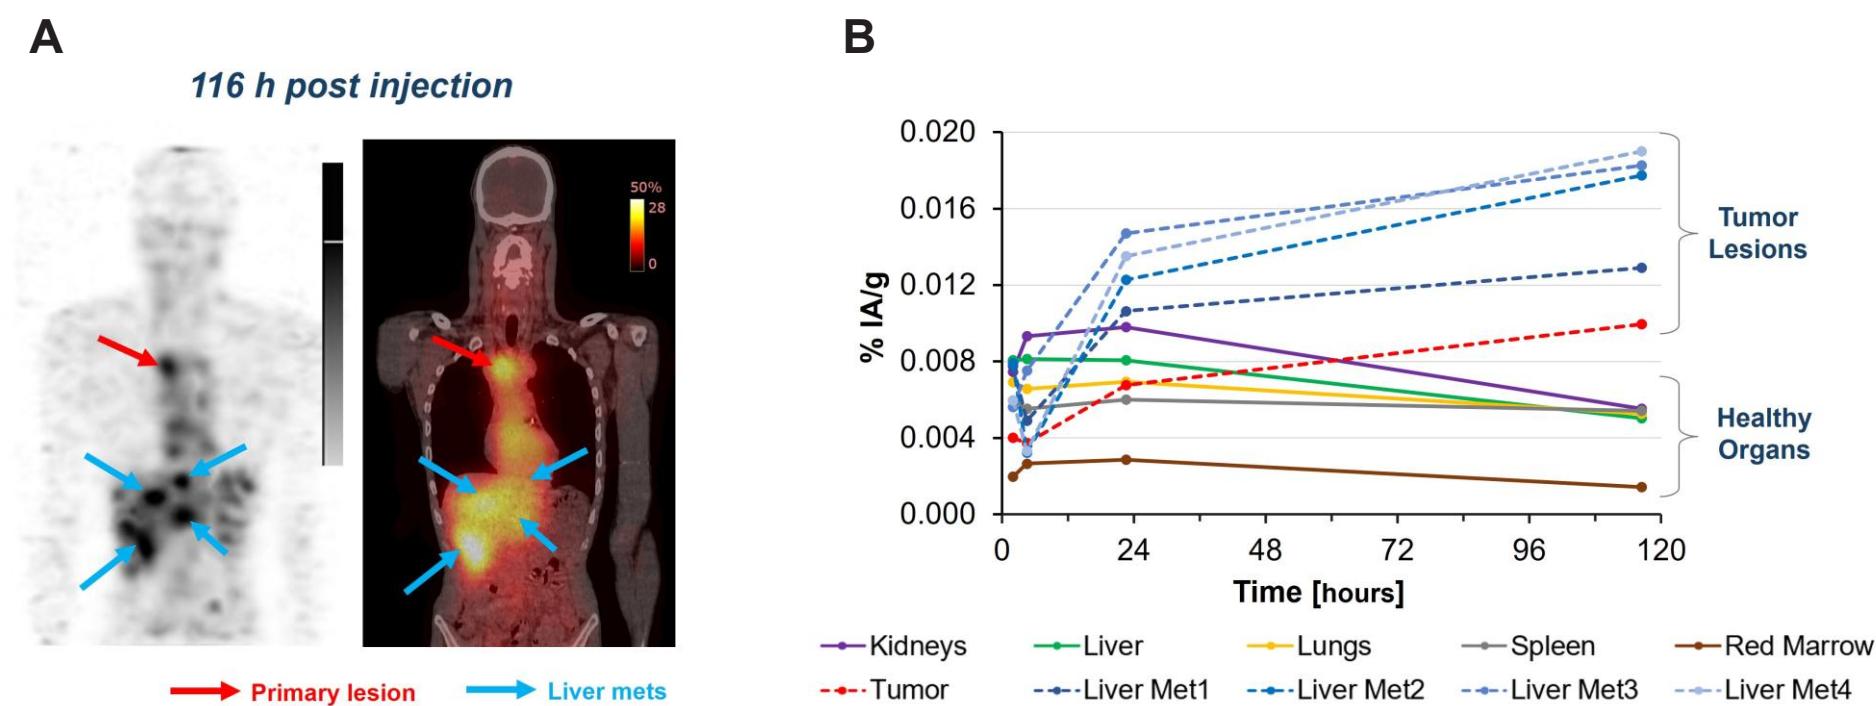 A
116 h post injection
50%
28
0
Primary lesion
Liver mets
B
% IA/g
0.020
0.016
0.012
0.008
0.004
0.000
0
24
48
72
96
120
Time [hours]
Tumor
Lesions
Healthy
Organs
Kidneys
Liver
Lungs
Spleen
Red Marrow
Tumor
Liver Met1
Liver Met2
Liver Met3
Liver Met4